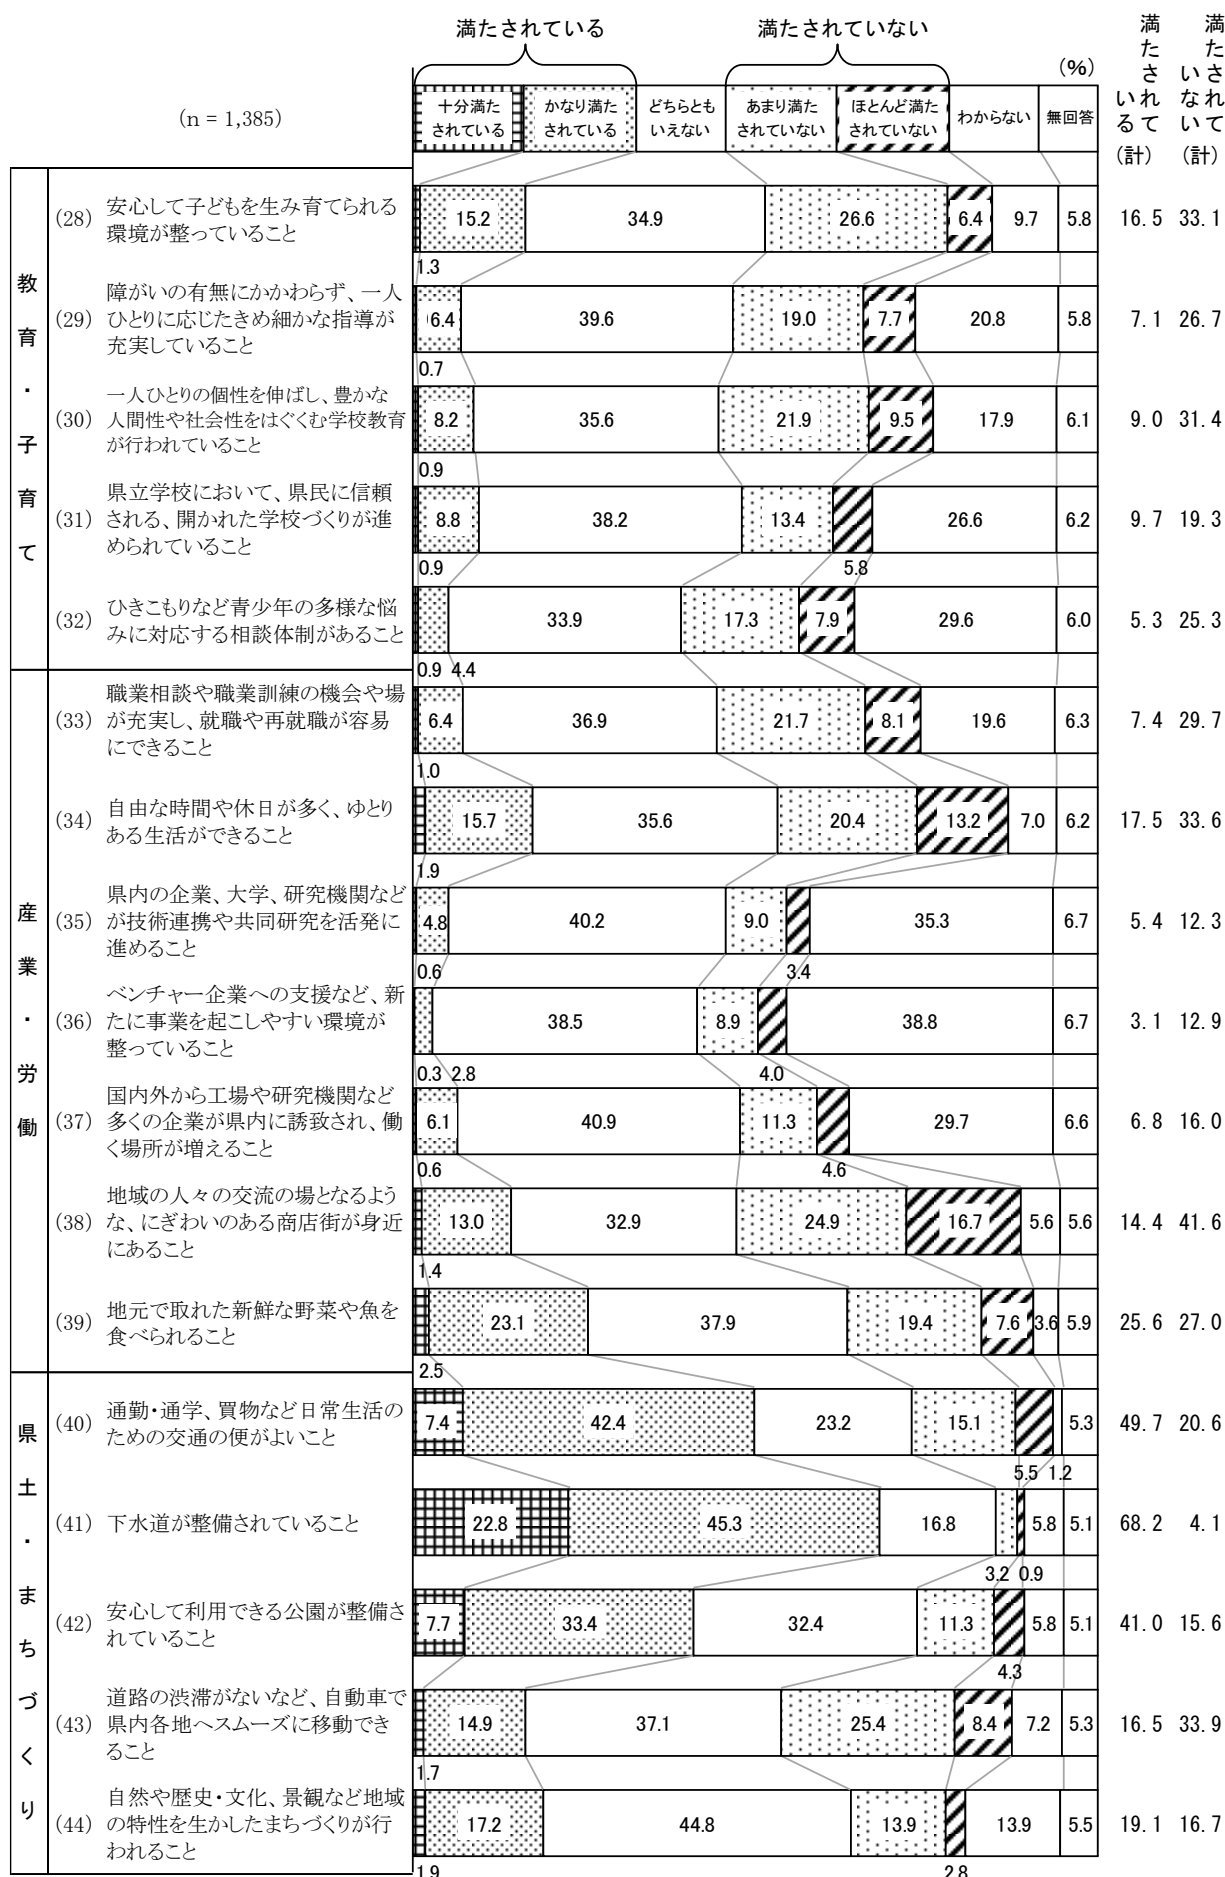 満たされている
満たされていない
満たされている(計)
満たされていない(計)
(%)
(n = 1,385)
十分満たされている
かなり満たされている
どちらともいえない
あまり満たされていない
ほとんど満たされていない
わからない
無回答
教育・子育て
(28) 安心して子どもを生み育てられる
環境が整っていること
15.2 34.9 26.6 6.4 9.7 5.8 16.5 33.1
1.3
障がいの有無にかかわらず、一人
(29) ひとりに応じたきめ細かな指導が
充実していること
6.4 39.6 19.0 7.7 20.8 5.8 7.1 26.7
0.7
一人ひとりの個性を伸ばし、豊かな
(30) 人間性や社会性をはぐくむ学校教育
が行われていること
8.2 35.6 21.9 9.5 17.9 6.1 9.0 31.4
0.9
県立学校において、県民に信頼
(31) される、開かれた学校づくりが進
められていること
8.8 38.2 13.4 26.6 6.2 9.7 19.3
0.9 5.8
(32) ひきこもりなど青少年の多様な悩
みに対応する相談体制があること
33.9 17.3 7.9 29.6 6.0 5.3 25.3
0.9 4.4
産業・労働
職業相談や職業訓練の機会や場
(33) が充実し、就職や再就職が容易
にできること
6.4 36.9 21.7 8.1 19.6 6.3 7.4 29.7
1.0
(34) 自由な時間や休日が多く、ゆとり
ある生活ができること
15.7 35.6 20.4 13.2 7.0 6.2 17.5 33.6
1.9
県内の企業、大学、研究機関など
(35) が技術連携や共同研究を活発に
進めること
4.8 40.2 9.0 35.3 6.7 5.4 12.3
0.6 3.4
ベンチャー企業への支援など、新
(36) たに事業を起こしやすい環境が
整っていること
38.5 8.9 38.8 6.7 3.1 12.9
0.3 2.8 4.0
国内外から工場や研究機関など
(37) 多くの企業が県内に誘致され、働
く場所が増えること
6.1 40.9 11.3 29.7 6.6 6.8 16.0
0.6 4.6
地域の人々の交流の場となるよう
(38) な、にぎわいのある商店街が身近
にあること
13.0 32.9 24.9 16.7 5.6 5.6 14.4 41.6
1.4
(39) 地元で取れた新鮮な野菜や魚を
食べられること
23.1 37.9 19.4 7.6 3.6 5.9 25.6 27.0
2.5
県土・まちづくり
(40) 通勤・通学、買物など日常生活の
ための交通の便がよいこと
7.4 42.4 23.2 15.1 5.3 49.7 20.6
5.5 1.2
(41) 下水道が整備されていること
22.8 45.3 16.8 5.8 5.1 68.2 4.1
3.2 0.9
(42) 安心して利用できる公園が整備さ
れていること
7.7 33.4 32.4 11.3 5.8 5.1 41.0 15.6
4.3
道路の渋滞がないなど、自動車で
(43) 県内各地へスムーズに移動でき
ること
14.9 37.1 25.4 8.4 7.2 5.3 16.5 33.9
1.7
自然や歴史・文化、景観など地域
(44) の特性を生かしたまちづくりが行
われること
17.2 44.8 13.9 13.9 5.5 19.1 16.7
1.9 2.8